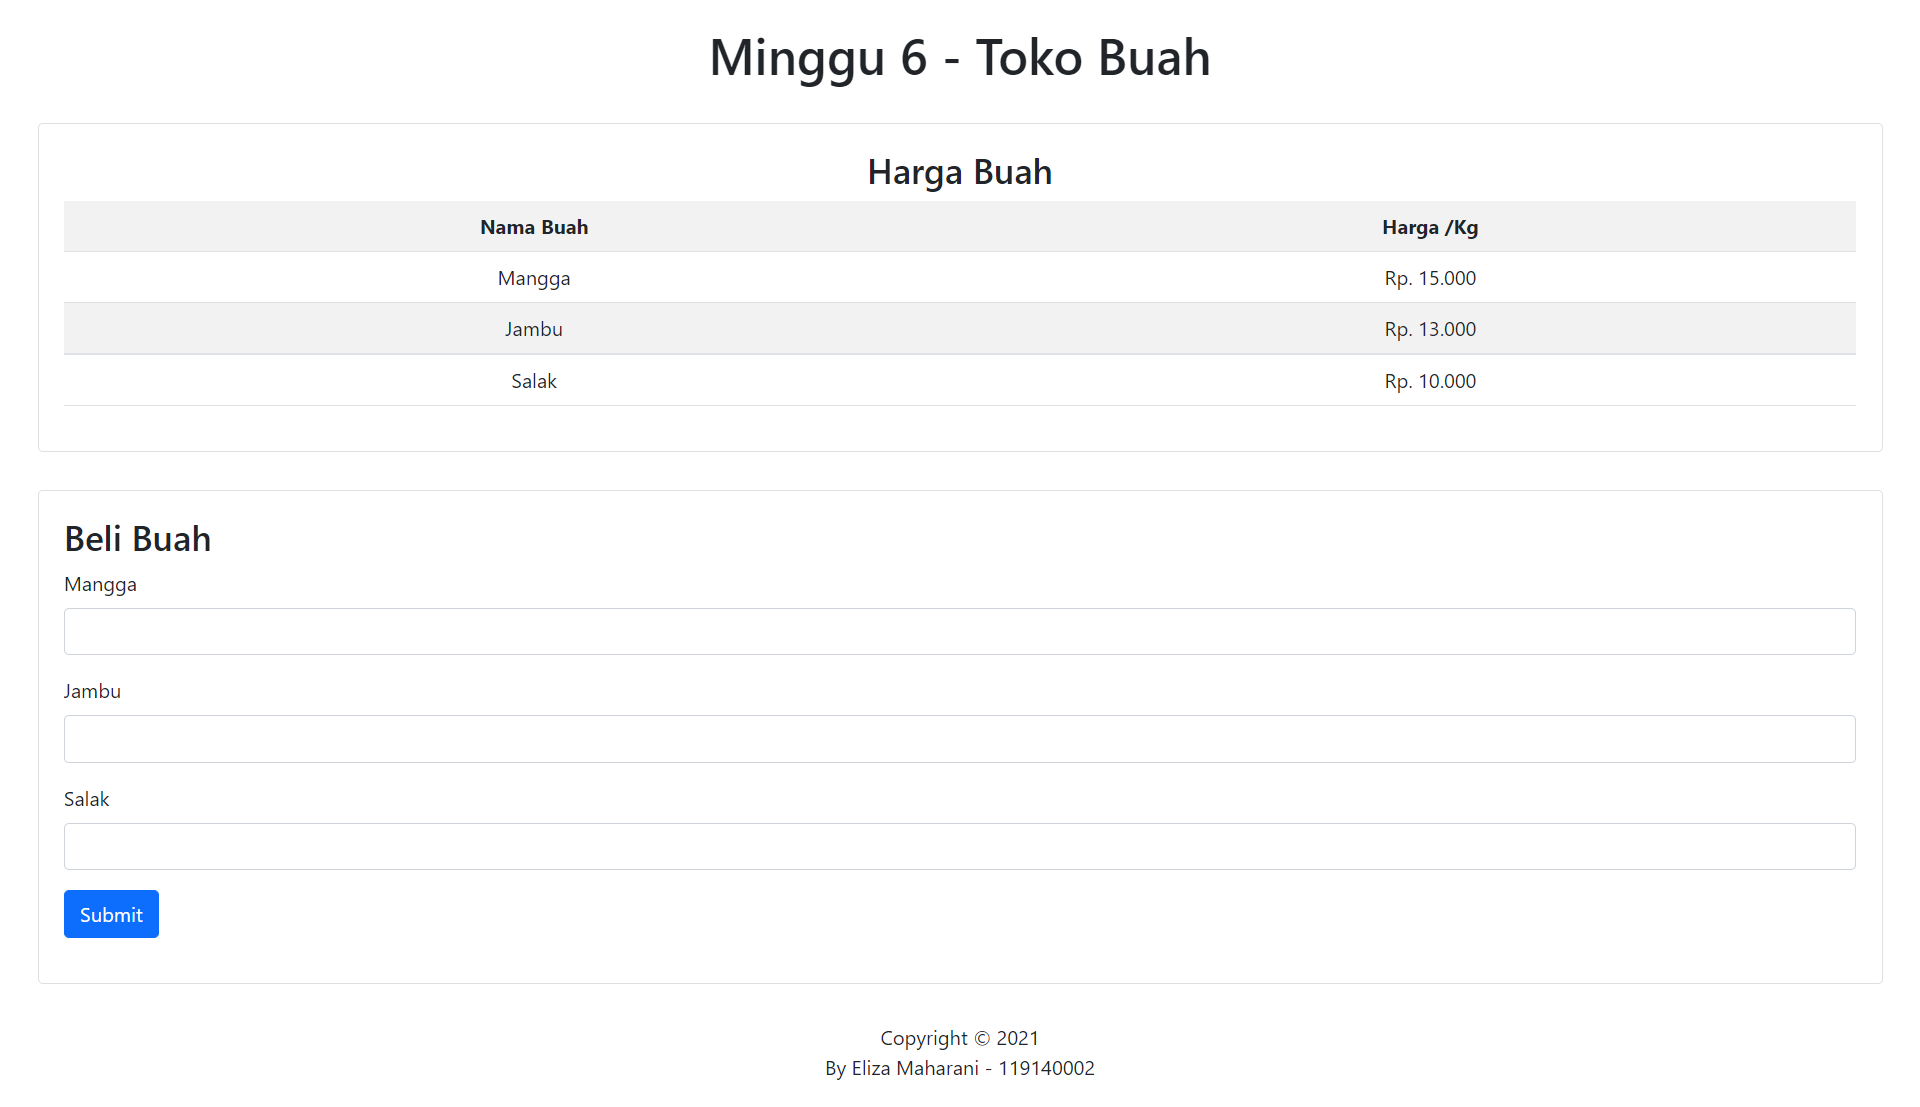 Minggu 6 - Toko Buah
Harga Buah
Nama Buah Harga /Kg
Mangga Rp. 15.000
Jambu Rp. 13.000
Salak Rp. 10.000
Beli Buah
Mangga
Jambu
Salak
Submit
Copyright © 2021
By Eliza Maharani - 119140002